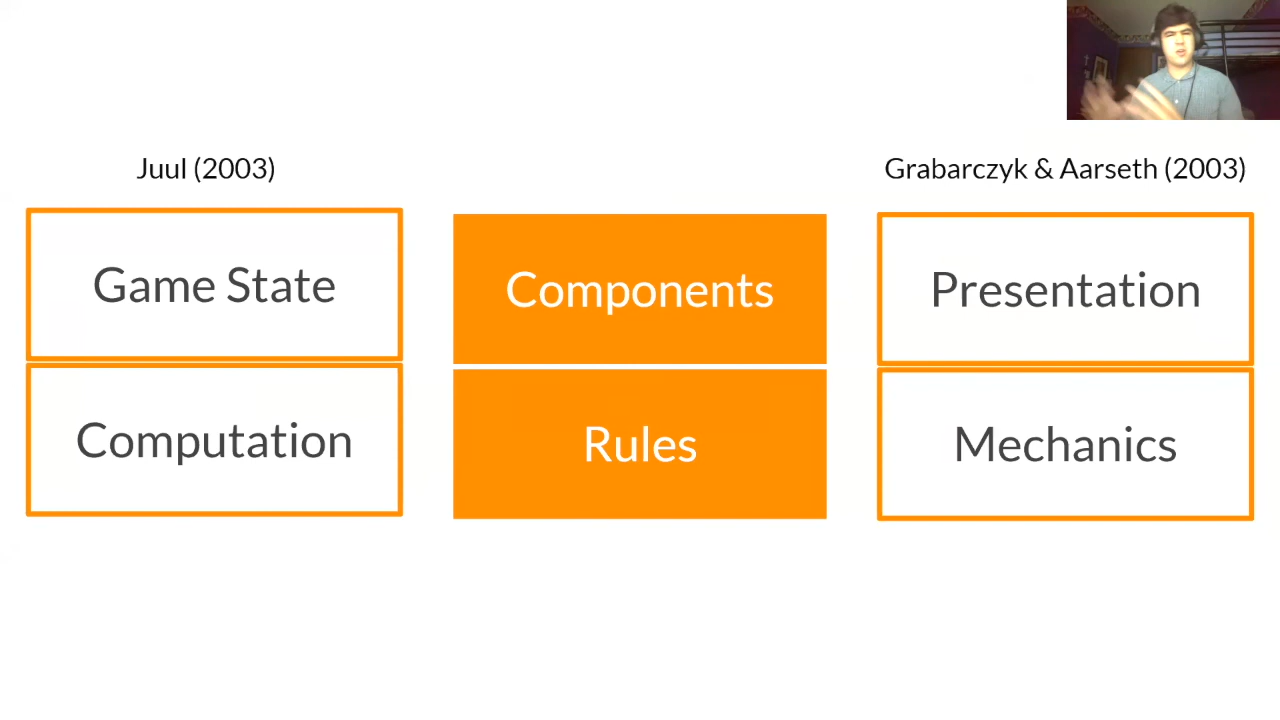 Juul (2003)
Grabarczyk & Aarseth (2003)
Game State
Components
Presentation
Computation
Rules
Mechanics